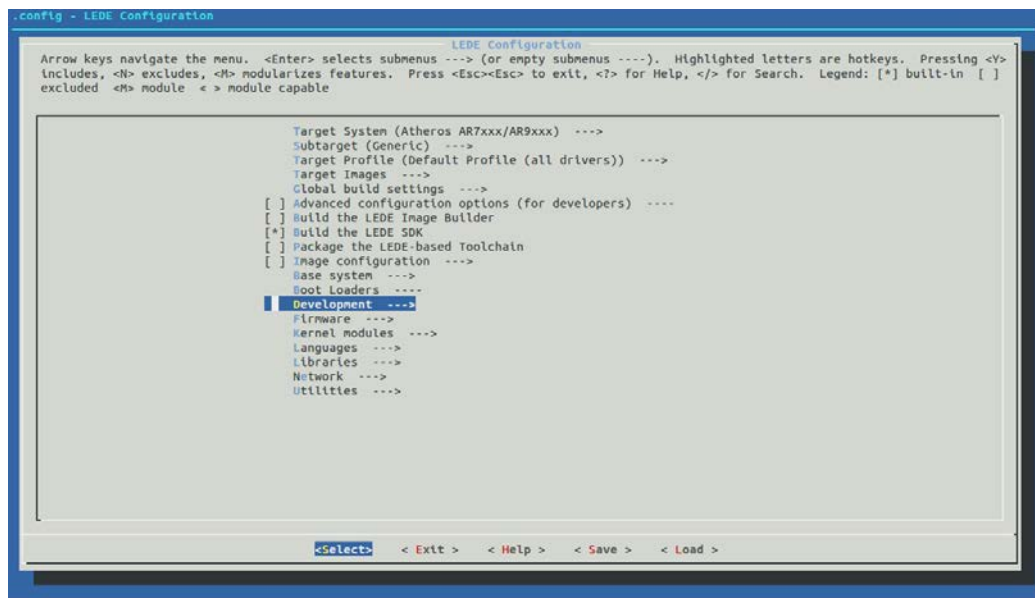 .config - LEDE Configuration
LEDE Configuration
Arrow keys navigate the menu.  <Enter> selects submenus ---> (or empty submenus ----).  Highlighted letters are hotkeys.  Pressing <Y>
includes, <N> excludes, <M> modularizes features.  Press <Esc><Esc> to exit, <?> for Help, </> for Search.  Legend: [*] built-in  [ ]
excluded  <M> module  < > module capable
Target System (Atheros AR7xxx/AR9xxx)  --->
Subtarget (Generic)  --->
Target Profile (Default Profile (all drivers))  --->
Target Images  --->
Global build settings  --->
[ ] Advanced configuration options (for developers)  ----
[ ] Build the LEDE Image Builder
[*] Build the LEDE SDK
[ ] Package the LEDE-based Toolchain
[ ] Image configuration  --->
Base system  --->
Boot Loaders  ----
Development  --->
Firmware  --->
Kernel modules  --->
Languages  --->
Libraries  --->
Network  --->
Utilities  --->
<Select>    < Exit >    < Help >    < Save >    < Load >